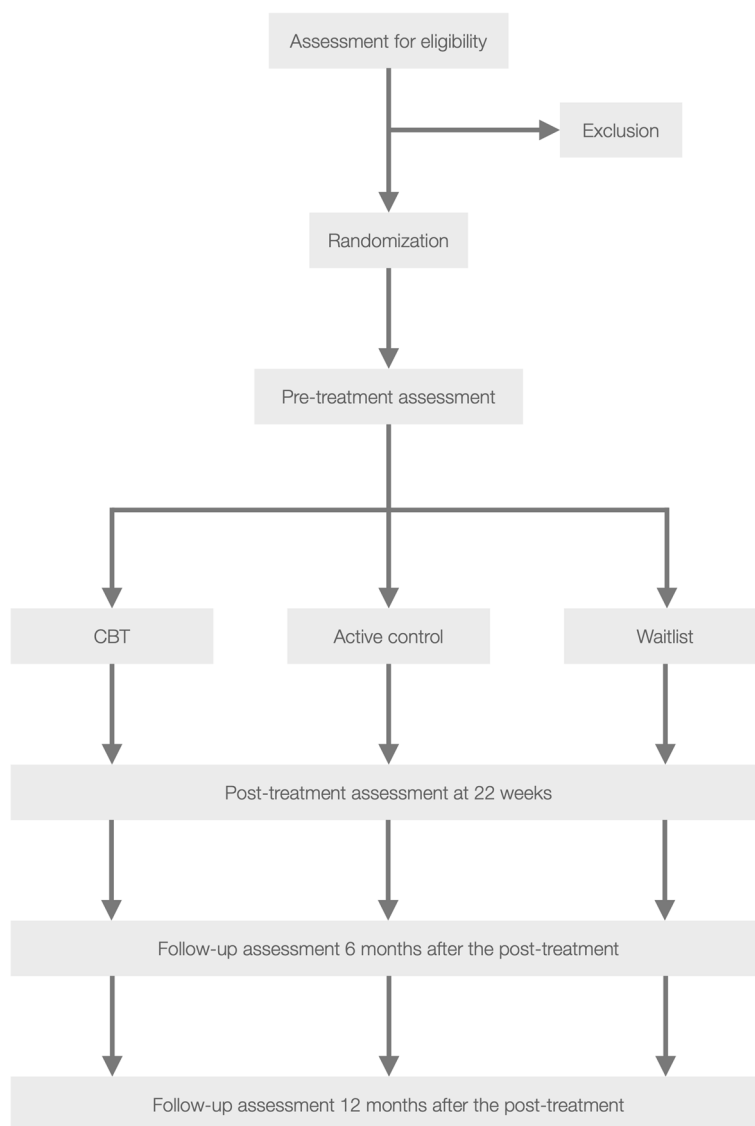 Assessment for eligibility
Exclusion
Randomization
Pre-treatment assessment
CBT
Active control
Waitlist
Post-treatment assessment at 22 weeks
Follow-up assessment 6 months after the post-treatment
Follow-up assessment 12 months after the post-treatment